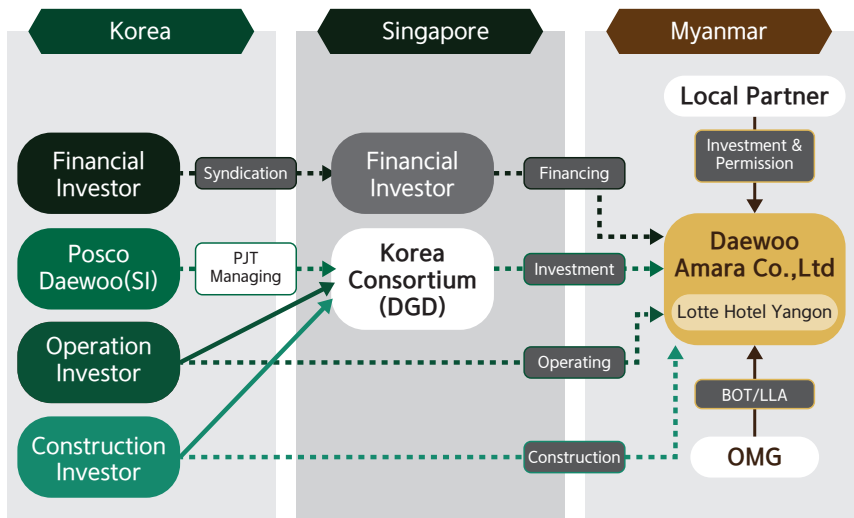 Korea
Singapore
Myanmar
Local Partner
Investment &
Permission
Financial
Investor
Syndication
Financial
Investor
Financing
Posco
Daewoo(SI)
PJT
Managing
Korea
Consortium
(DGD)
Investment
Daewoo
Amara Co.,Ltd
Lotte Hotel Yangon
Operation
Investor
Operating
BOT/LLA
Construction
Investor
Construction
OMG